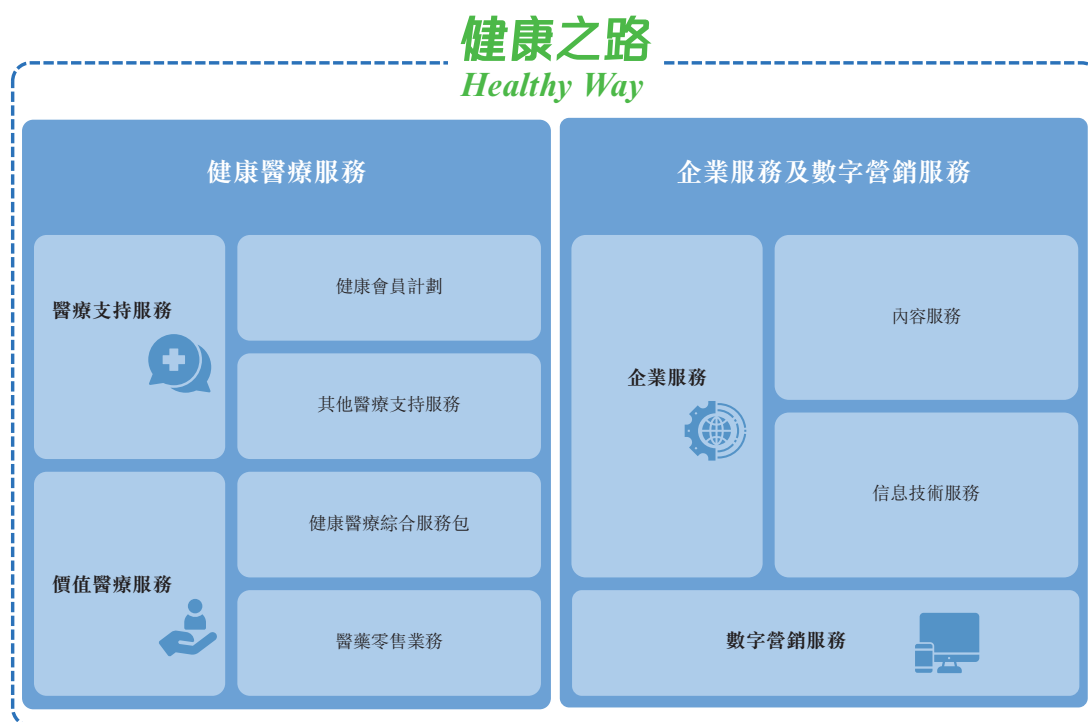 健康之路
Healthy Way
健康醫療服務
醫療支持服務
健康會員計劃
其他醫療支持服務
價值醫療服務
健康醫療綜合服務包
醫藥零售業務
企業服務及數字營銷服務
企業服務
內容服務
信息技術服務
數字營銷服務